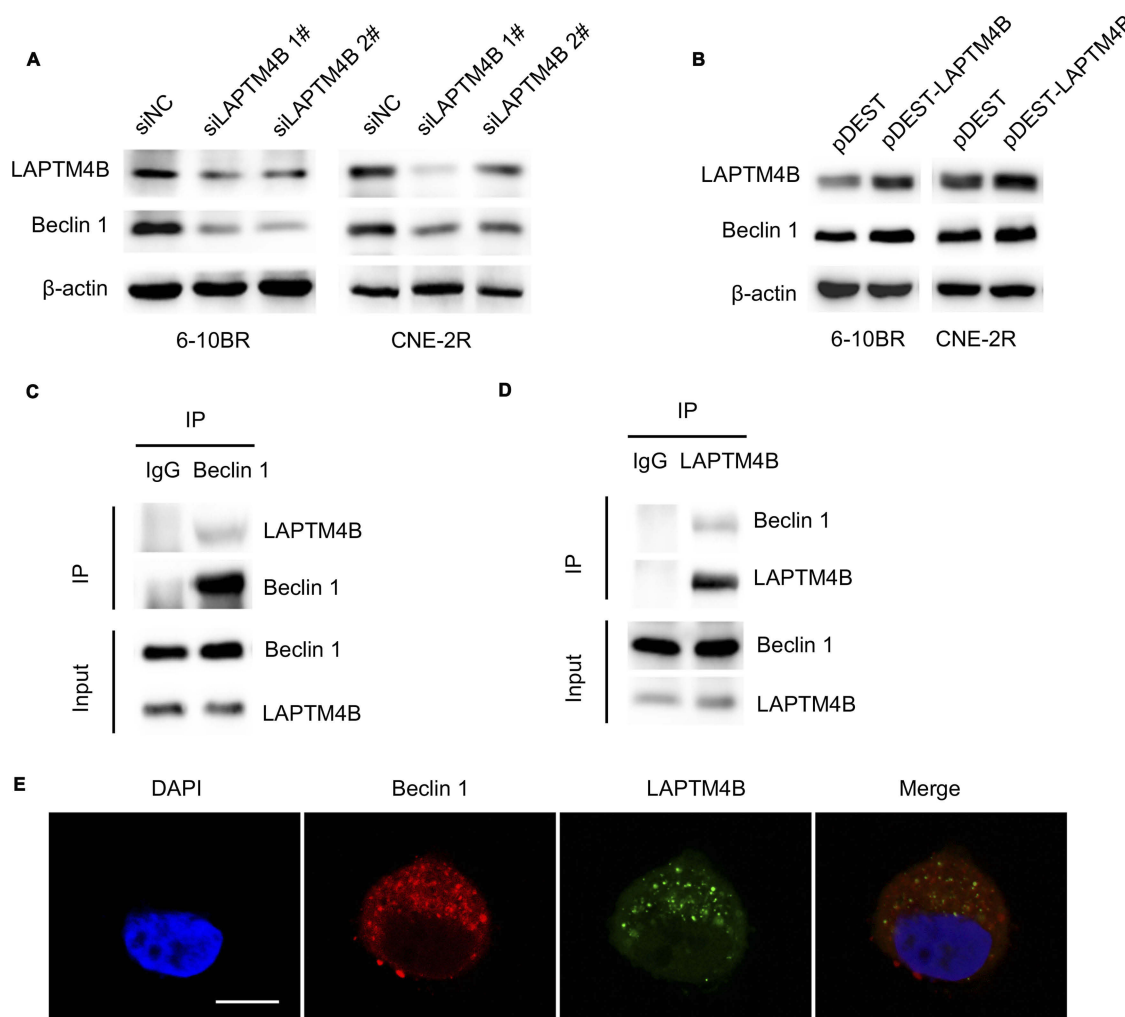 A
siNC
siLAPTM4B 1#
siLAPTM4B 2#
siNC
siLAPTM4B 1#
siLAPTM4B 2#
LAPTM4B
Beclin 1
β-actin
6-10BR
CNE-2R
B
pDEST
pDEST-LAPTM4B
pDEST
pDEST-LAPTM4B
LAPTM4B
Beclin 1
β-actin
6-10BR
CNE-2R
C
IP
IgG Beclin 1
IP
LAPTM4B
Beclin 1
Input
Beclin 1
LAPTM4B
D
IP
IgG LAPTM4B
IP
Beclin 1
LAPTM4B
Input
Beclin 1
LAPTM4B
E
DAPI
Beclin 1
LAPTM4B
Merge